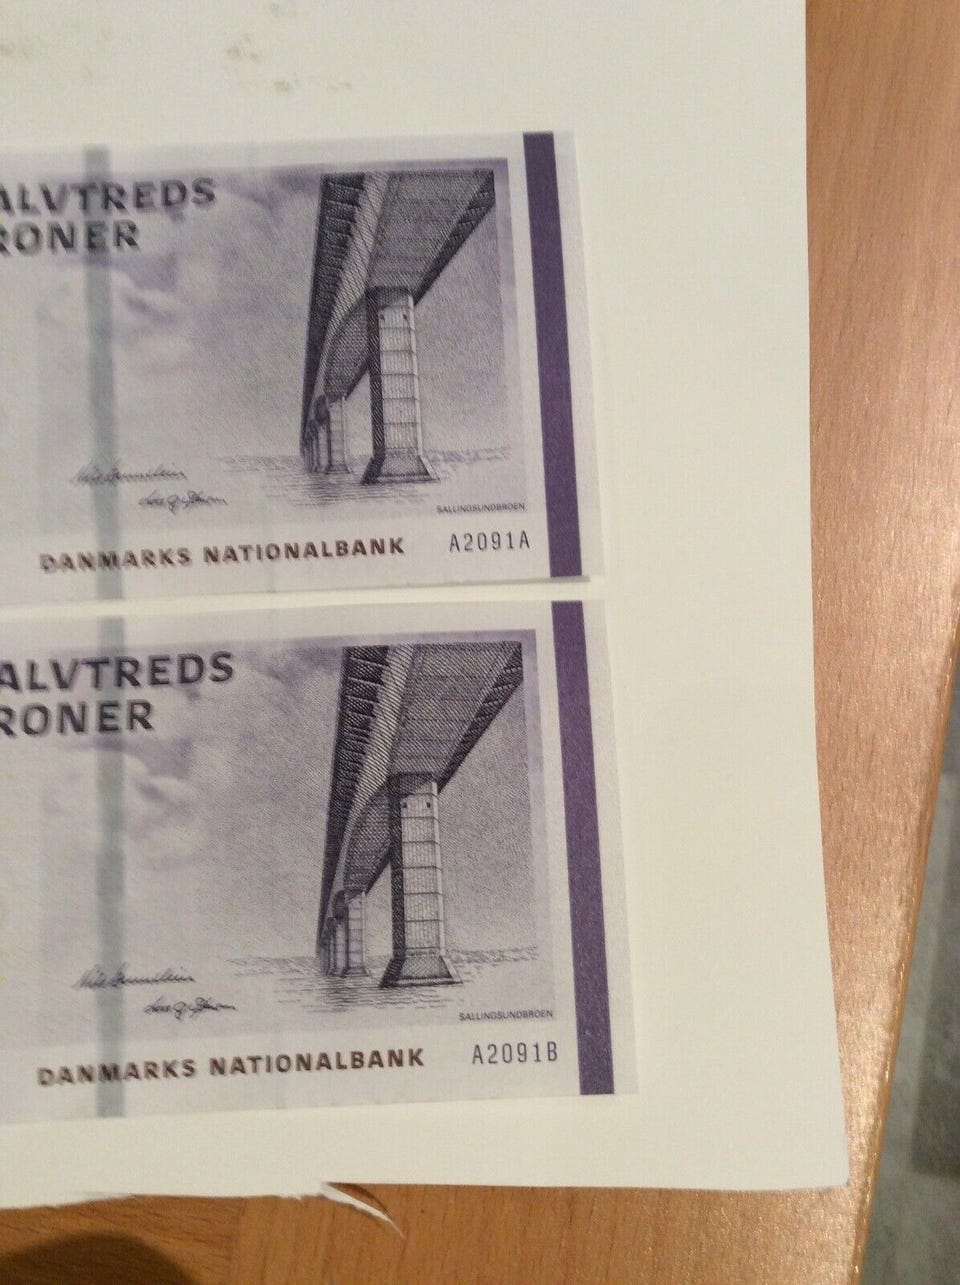 ALVTREDS
RONER
SALLINGSUNDBROEN
DANMARKS NATIONALBANK A2091A
ALVTREDS
RONER
SALLINGSUNDBROEN
DANMARKS NATIONALBANK A2091B